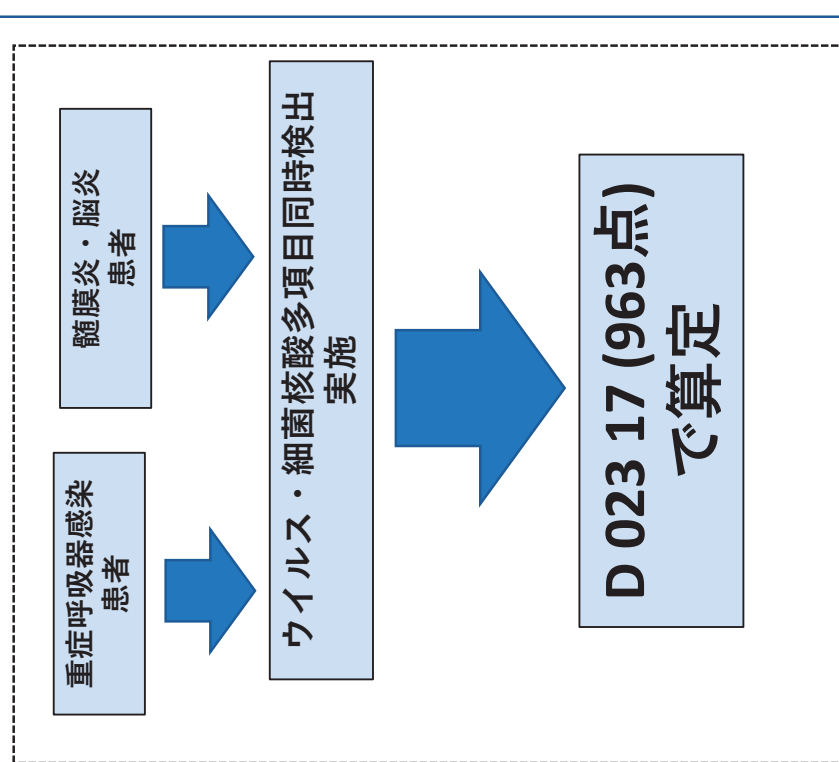 重症呼吸器感染
患者
髄膜炎・脳炎
患者
ウイルス・細菌核酸多項目同時検出
実施
D 023 17 (963点)
で算定